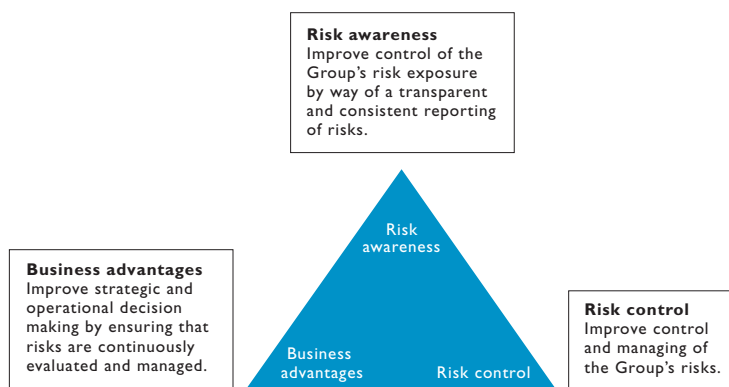 Risk awareness
Improve control of the
Group's risk exposure
by way of a transparent
and consistent reporting
of risks.
Risk
awareness
Business advantages
Improve strategic and
operational decision
making by ensuring that
risks are continuously
evaluated and managed.
Business
advantages
Risk control
Risk control
Improve control
and managing of
the Group's risks.